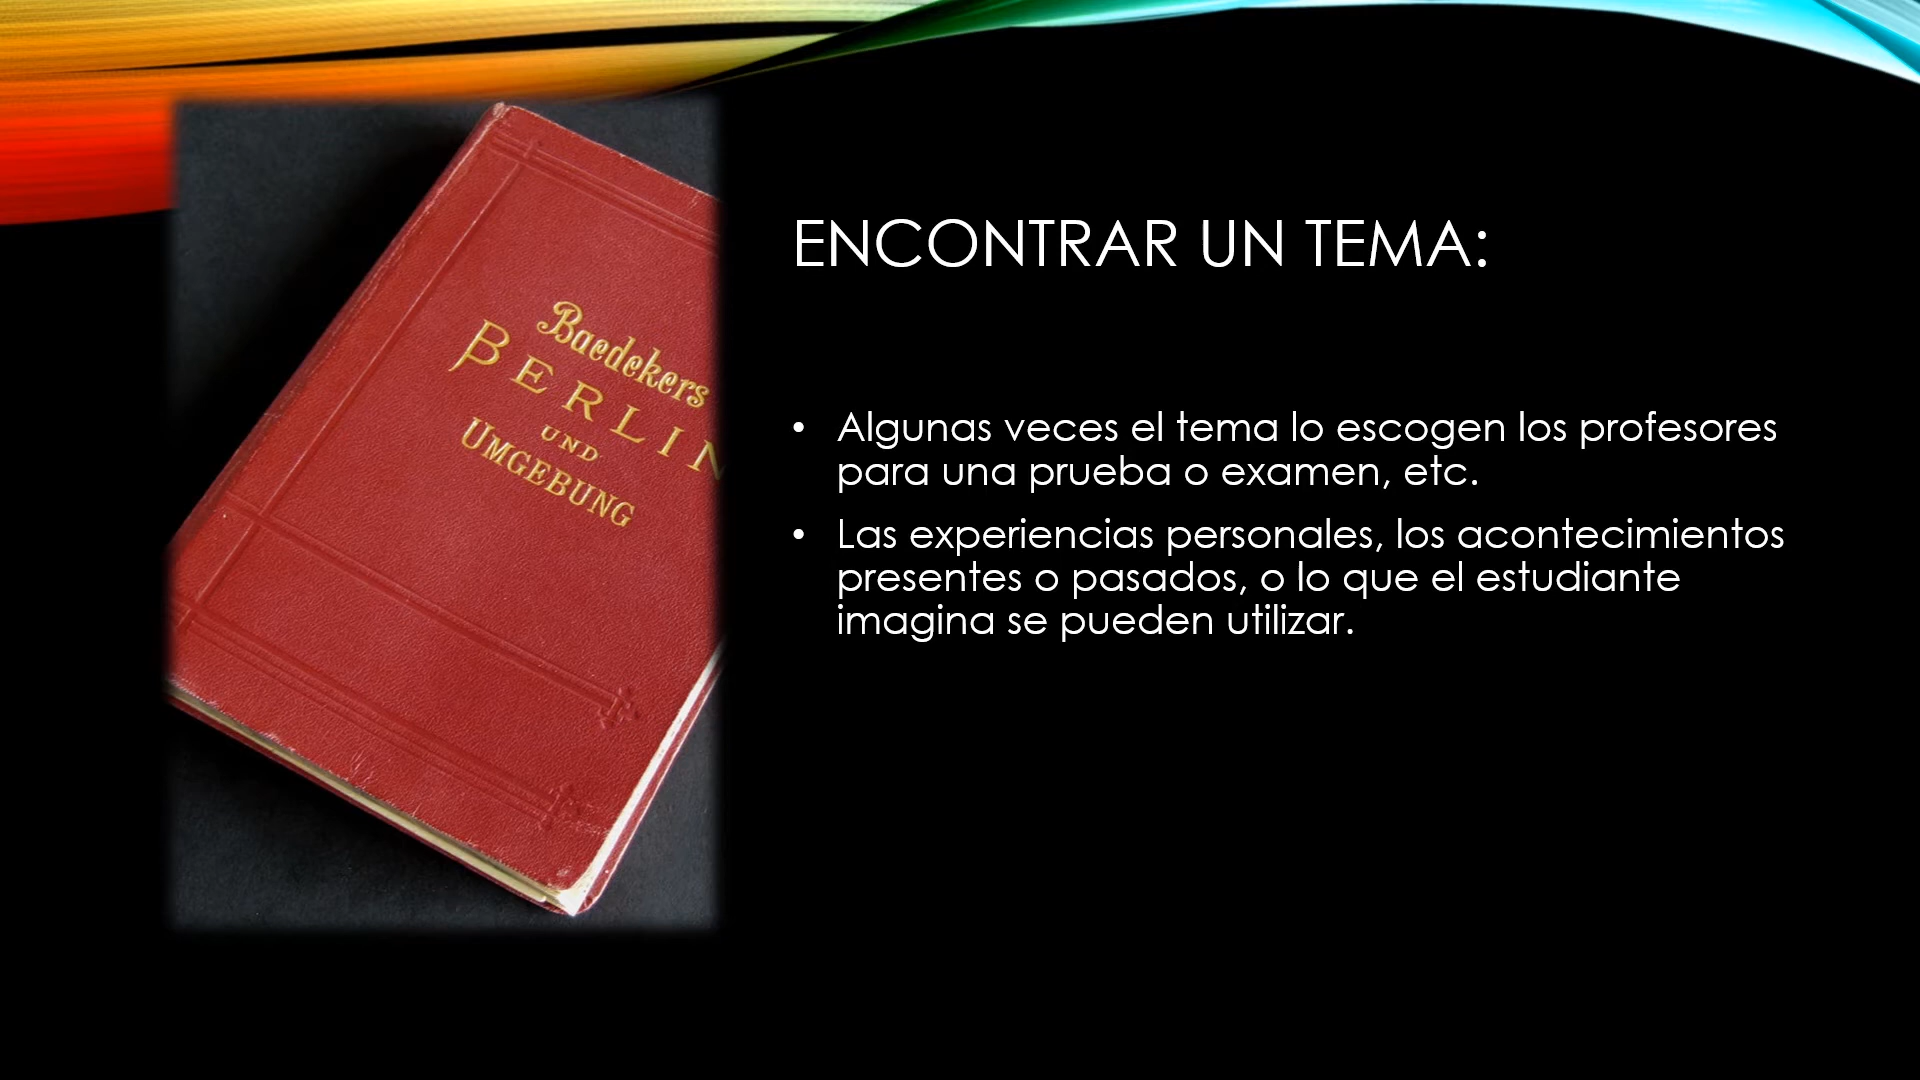 Baedekers
BERLIN
UND
UMGEBUNG
ENCONTRAR UN TEMA:
• Algunas veces el tema lo escogen los profesores
para una prueba o examen, etc.
• Las experiencias personales, los acontecimientos
presentes o pasados, o lo que el estudiante
imagina se pueden utilizar.